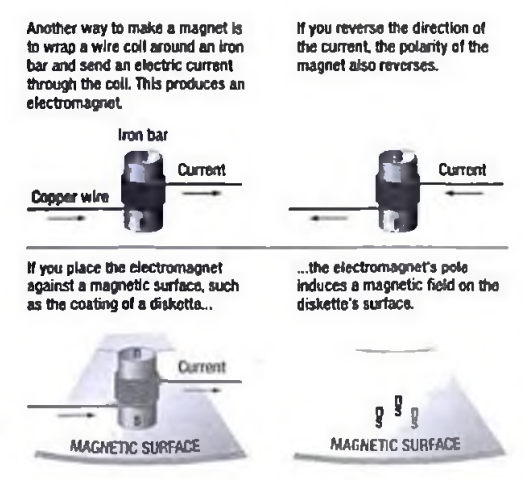 Another way to make a magnet is
to wrap a wire coil around an iron
bar and send an electric current
through the coil. This produces an
electromagnet.
If you reverse the direction of
the current, the polarity of the
magnet also reverses.
Iron bar
Current
Copper wire
Current
If you place the electromagnet
against a magnetic surface, such
as the coating of a diskette...
...the electromagnet's pole
induces a magnetic field on the
diskette's surface.
Current
S
MAGNETIC SURFACE
MAGNETIC SURFACE